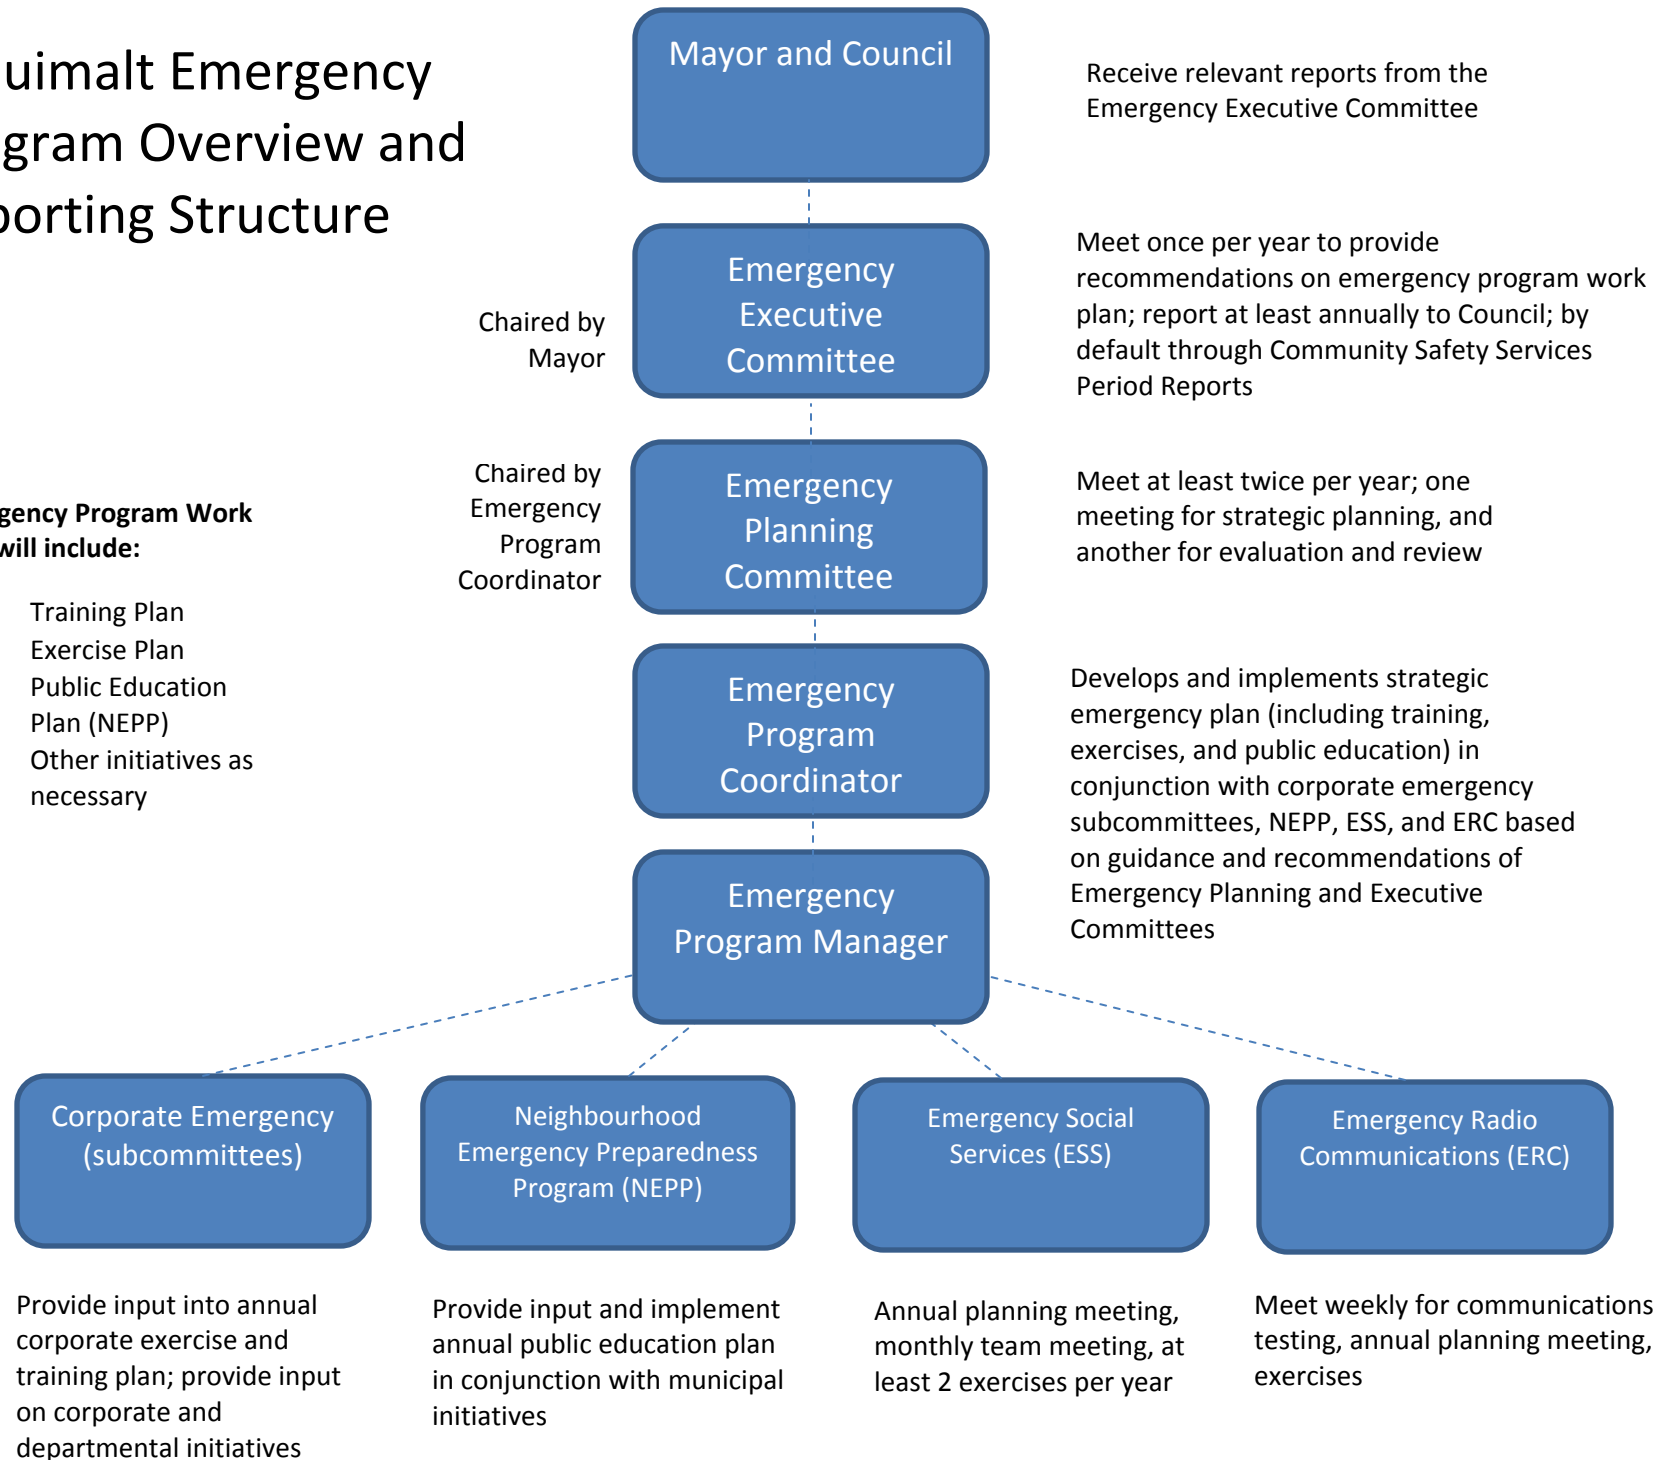 uimalt Emergency
gram Overview and
porting Structure
Mayor and Council
Receive relevant reports from the
Emergency Executive Committee
Chaired by
Mayor
Emergency
Executive
Committee
Meet once per year to provide
recommendations on emergency program work
plan; report at least annually to Council; by
default through Community Safety Services
Period Reports
gency Program Work
will include:
Training Plan
Exercise Plan
Public Education
Plan (NEPP)
Other initiatives as
necessary
Chaired by
Emergency
Program
Coordinator
Emergency
Planning
Committee
Meet at least twice per year; one
meeting for strategic planning, and
another for evaluation and review
Emergency
Program
Coordinator
Develops and implements strategic
emergency plan (including training,
exercises, and public education) in
conjunction with corporate emergency
subcommittees, NEPP, ESS, and ERC based
on guidance and recommendations of
Emergency Planning and Executive
Committees
Emergency
Program Manager
Corporate Emergency
(subcommittees)
Neighbourhood
Emergency Preparedness
Program (NEPP)
Emergency Social
Services (ESS)
Emergency Radio
Communications (ERC)
Provide input into annual
corporate exercise and
training plan; provide input
on corporate and
departmental initiatives
Provide input and implement
annual public education plan
in conjunction with municipal
initiatives
Annual planning meeting,
monthly team meeting, at
least 2 exercises per year
Meet weekly for communications
testing, annual planning meeting,
exercises